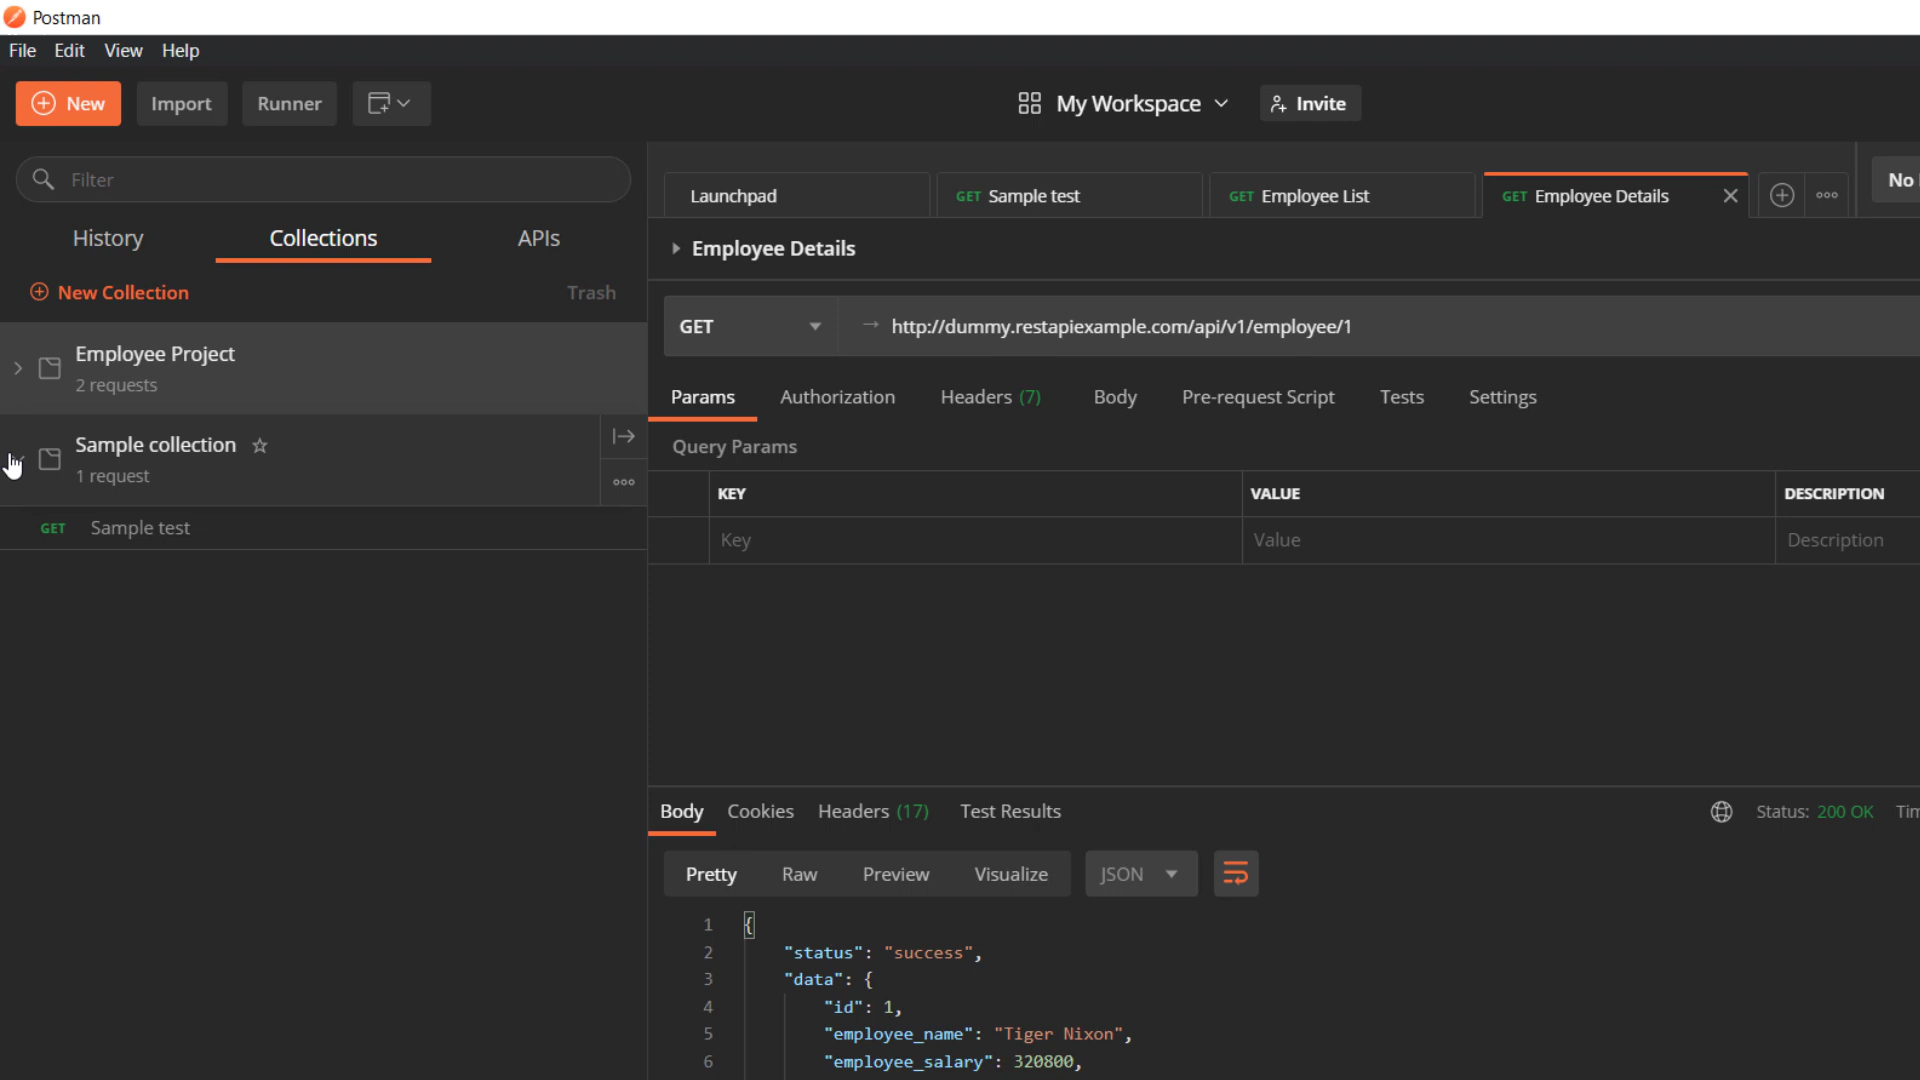 Postman
File Edit View Help
New Import Runner
My Workspace Invite
Filter
History Collections APIs
New Collection Trash
Employee Project
2 requests
Sample collection
1 request
GET Sample test
Launchpad GET Sample test GET Employee List GET Employee Details No
Employee Details
GET http://dummy.restapiexample.com/api/v1/employee/1
Params Authorization Headers (7) Body Pre-request Script Tests Settings
Query Params
KEY VALUE DESCRIPTION
Key Value Description
Body Cookies Headers (17) Test Results Status: 200 OK
Pretty Raw Preview Visualize JSON
1 {
2 "status": "success",
3 "data": {
4 "id": 1,
5 "employee_name": "Tiger Nixon",
6 "employee_salary": 320800,